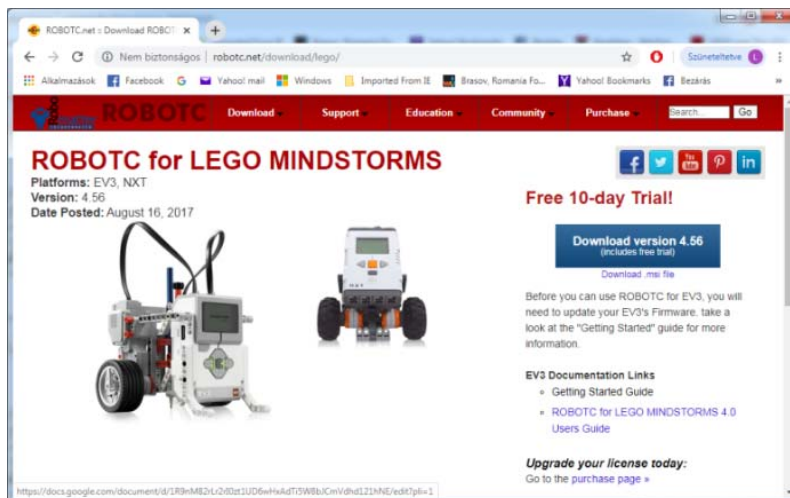 ROBOTC.net :: Download ROBOT
Nem biztonságos | robotc.net/download/lego/
Szüneteltetve L
Alkalmazások Facebook Yahoo! mail Windows Imported From IE Brasov, Romania Fo... Yahoo! Bookmarks Bezárás »
ROBOTC Download Support Education Community Purchase Search... Go
ROBOTC for LEGO MINDSTORMS
Platforms: EV3, NXT
Version: 4.56
Date Posted: August 16, 2017
Free 10-day Trial!
Download version 4.56
(includes free trial)
Download .msi file
Before you can use ROBOTC for EV3, you will
need to update your EV3's Firmware. take a
look at the "Getting Started" guide for more
information.
EV3 Documentation Links
Getting Started Guide
ROBOTC for LEGO MINDSTORMS 4.0
Users Guide
Upgrade your license today:
Go to the purchase page »